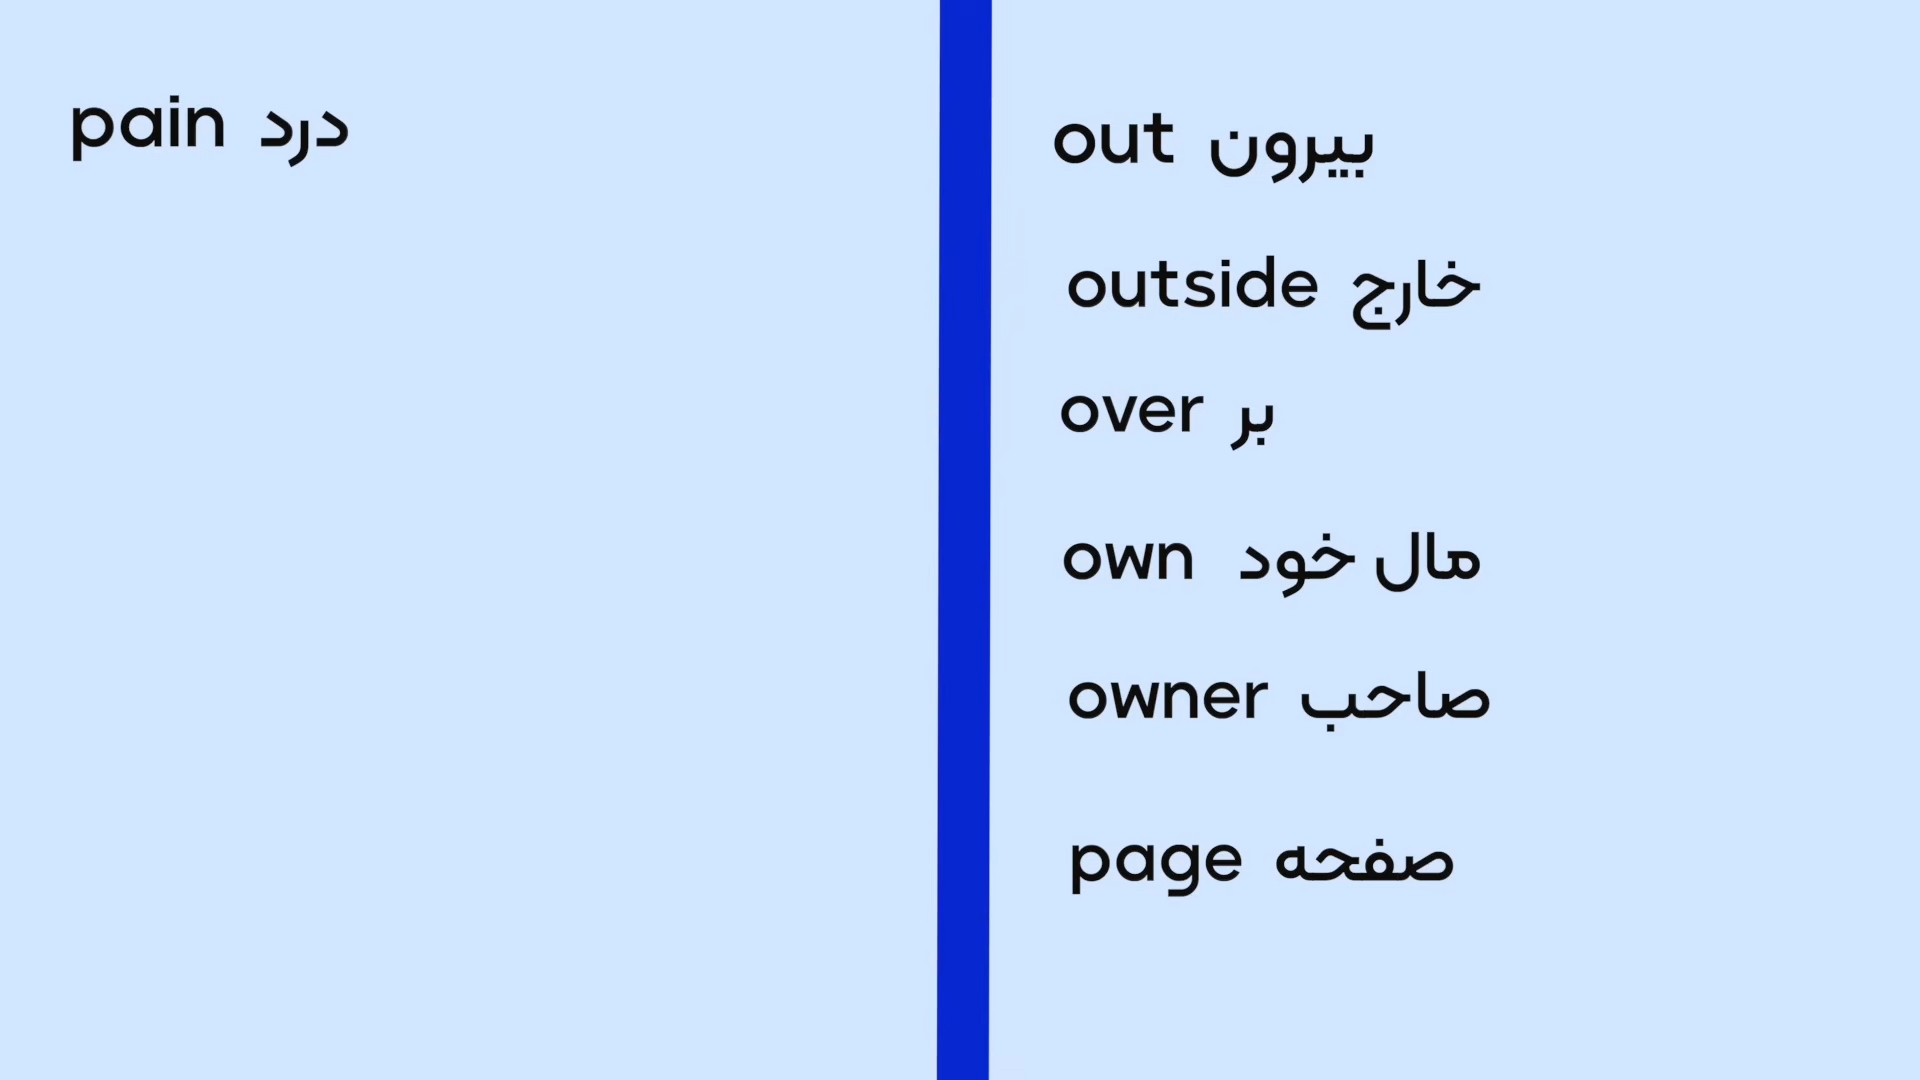 pain درد
out بیرون
outside خارج
over بر
own مال خود
owner صاحب
page صفحه